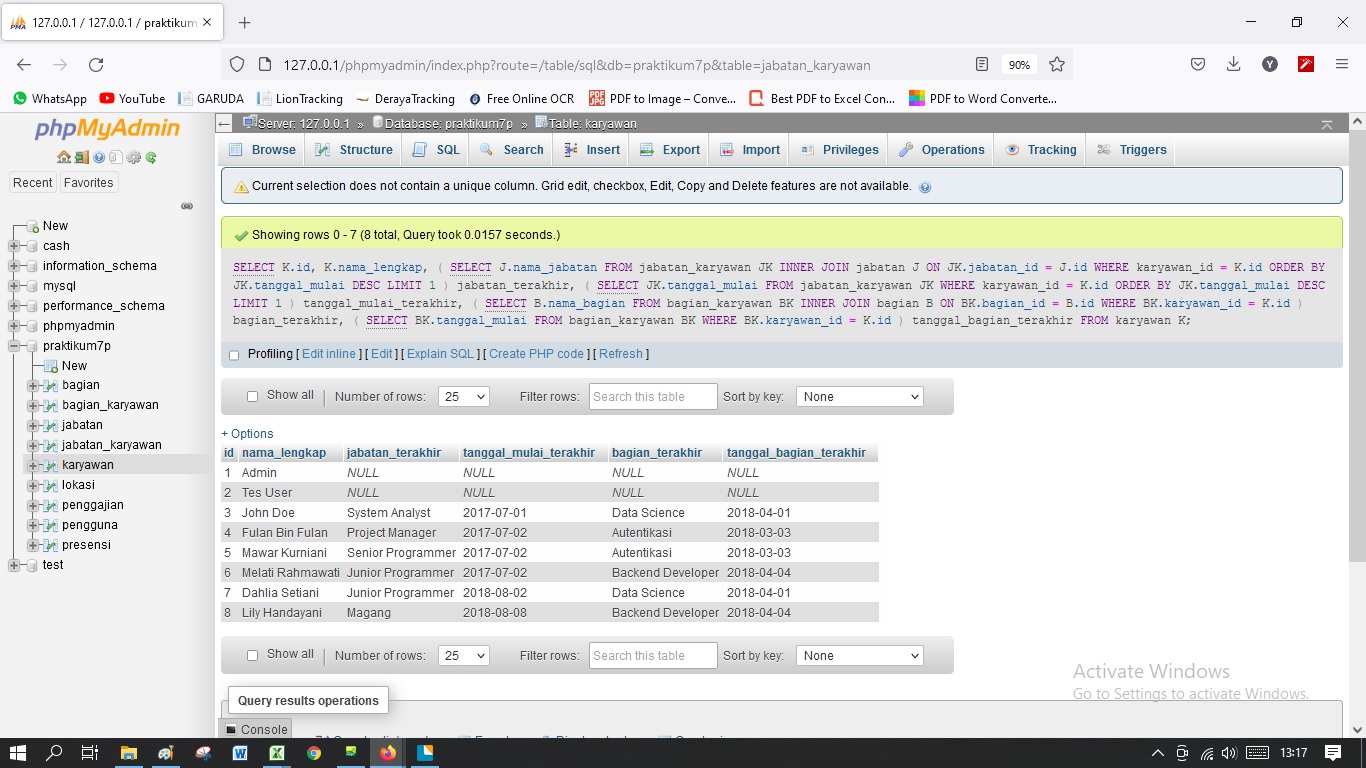 127.0.0.1 / 127.0.0.1 / praktikum
127.0.0.1/phpmyadmin/index.php?route=/table/sql&db=praktikum7p&table=jabatan_karyawan 90%
WhatsApp YouTube GARUDA LionTracking DerayaTracking Free Online OCR PDF to Image – Conve... Best PDF to Excel Con... PDF to Word Converte...
phpMyAdmin
Recent Favorites
New
cash
information_schema
mysql
performance_schema
phpmyadmin
praktikum7p
New
bagian
bagian_karyawan
jabatan
jabatan_karyawan
karyawan
lokasi
penggajian
pengguna
presensi
test
Server: 127.0.0.1 » Database: praktikum7p » Table: karyawan
Browse Structure SQL Search Insert Export Import Privileges Operations Tracking Triggers
Current selection does not contain a unique column. Grid edit, checkbox, Edit, Copy and Delete features are not available.
Showing rows 0 - 7 (8 total, Query took 0.0157 seconds.)
SELECT K.id, K.nama_lengkap, ( SELECT J.nama_jabatan FROM jabatan_karyawan JK INNER JOIN jabatan J ON JK.jabatan_id = J.id WHERE karyawan_id = K.id ORDER BY
JK.tanggal_mulai DESC LIMIT 1 ) jabatan_terakhir, ( SELECT JK.tanggal_mulai FROM jabatan_karyawan JK WHERE karyawan_id = K.id ORDER BY JK.tanggal_mulai DESC
LIMIT 1 ) tanggal_mulai_terakhir, ( SELECT B.nama_bagian FROM bagian_karyawan BK INNER JOIN bagian B ON BK.bagian_id = B.id WHERE BK.karyawan_id = K.id )
bagian_terakhir, ( SELECT BK.tanggal_mulai FROM bagian_karyawan BK WHERE BK.karyawan_id = K.id ) tanggal_bagian_terakhir FROM karyawan K;
Profiling [ Edit inline ] [ Edit ] [ Explain SQL ] [ Create PHP code ] [ Refresh ]
Show all | Number of rows: 25 Filter rows: Search this table Sort by key: None
+ Options
id nama_lengkap jabatan_terakhir tanggal_mulai_terakhir bagian_terakhir tanggal_bagian_terakhir
1 Admin NULL NULL NULL NULL
2 Tes User NULL NULL NULL NULL
3 John Doe System Analyst 2017-07-01 Data Science 2018-04-01
4 Fulan Bin Fulan Project Manager 2017-07-02 Autentikasi 2018-03-03
5 Mawar Kurniani Senior Programmer 2017-07-02 Autentikasi 2018-03-03
6 Melati Rahmawati Junior Programmer 2017-07-02 Backend Developer 2018-04-04
7 Dahlia Setiani Junior Programmer 2018-08-02 Data Science 2018-04-01
8 Lily Handayani Magang 2018-08-08 Backend Developer 2018-04-04
Show all | Number of rows: 25 Filter rows: Search this table Sort by key: None
Activate Windows
Go to Settings to activate Windows.
Query results operations
Console
13:17